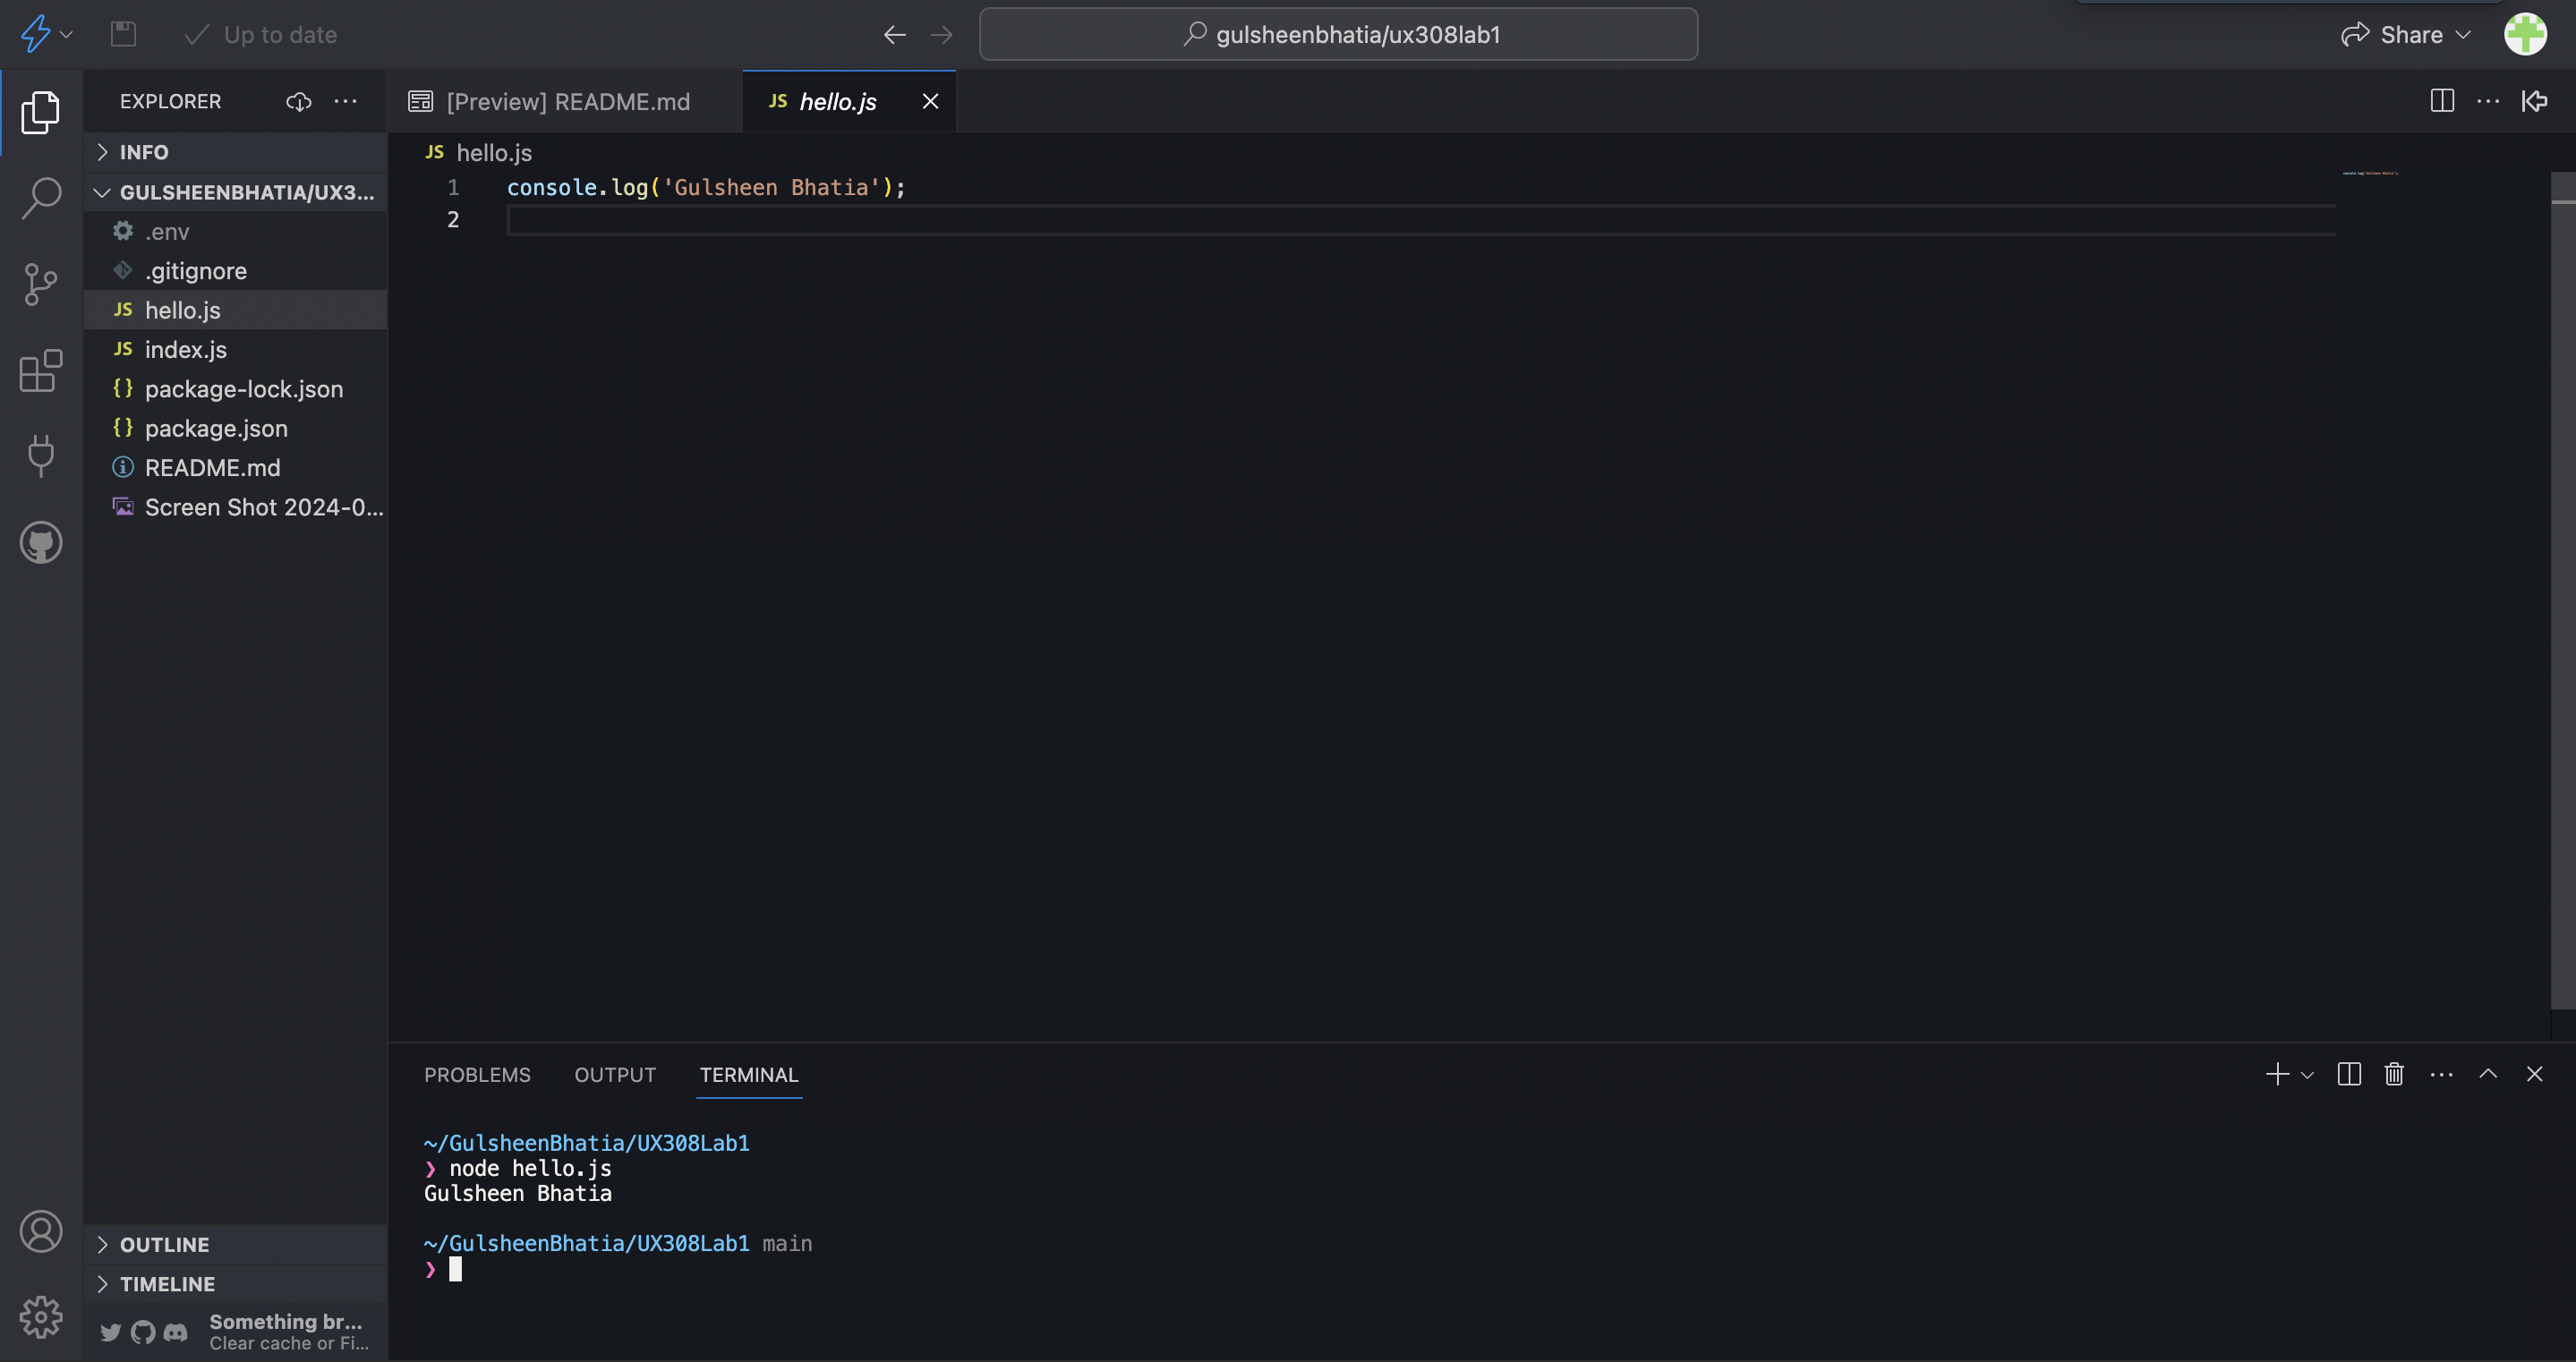 Up to date
gulsheenbhatia/ux308lab1
Share
EXPLORER
[Preview] README.md
JS hello.js
INFO
GULSHEENBHATIA/UX3...
.env
.gitignore
JS hello.js
JS index.js
{} package-lock.json
{} package.json
README.md
Screen Shot 2024-0...
JS hello.js
1 console.log('Gulsheen Bhatia');
2
PROBLEMS OUTPUT TERMINAL
~/GulsheenBhatia/UX308Lab1
❯ node hello.js
Gulsheen Bhatia
~/GulsheenBhatia/UX308Lab1 main
❯
OUTLINE
TIMELINE
Something br...
Clear cache or Fi...